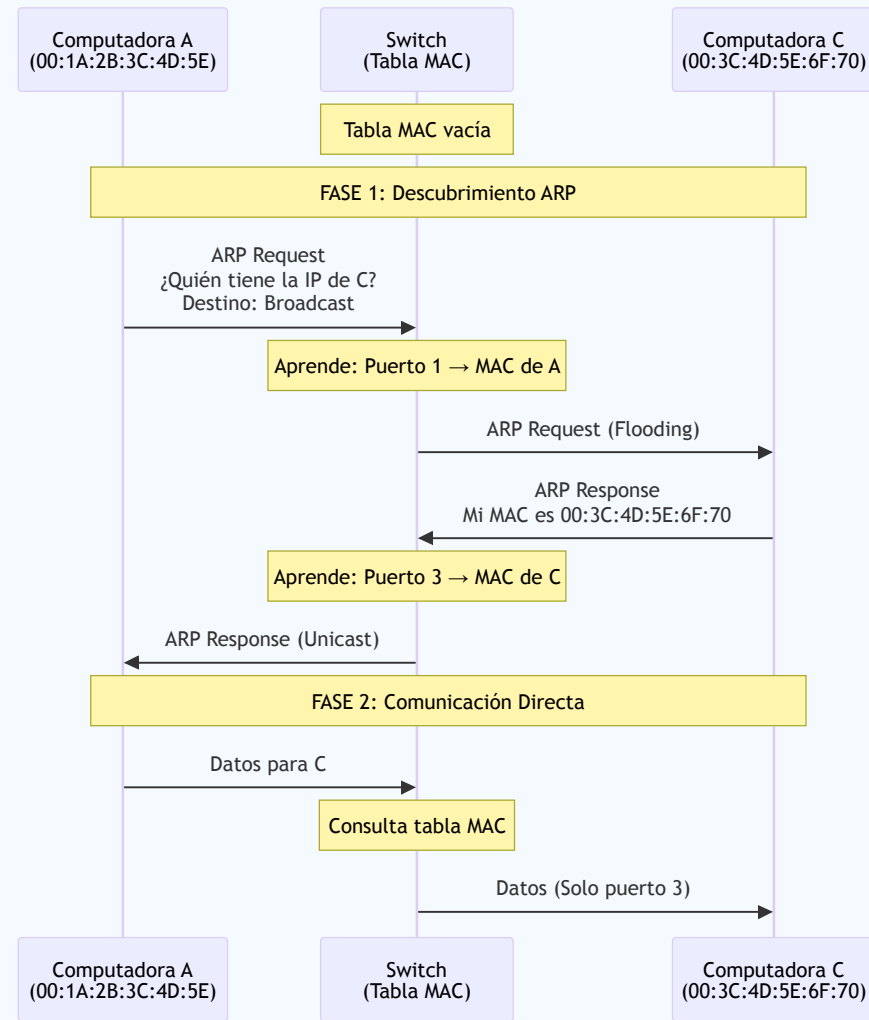 Computadora A
(00:1A:2B:3C:4D:5E)
Switch
(Tabla MAC)
Computadora C
(00:3C:4D:5E:6F:70)
Tabla MAC vacía
FASE 1: Descubrimiento ARP
ARP Request
¿Quién tiene la IP de C?
Destino: Broadcast
Aprende: Puerto 1 → MAC de A
ARP Request (Flooding)
ARP Response
Mi MAC es 00:3C:4D:5E:6F:70
Aprende: Puerto 3 → MAC de C
ARP Response (Unicast)
FASE 2: Comunicación Directa
Datos para C
Consulta tabla MAC
Datos (Solo puerto 3)
Computadora A
(00:1A:2B:3C:4D:5E)
Switch
(Tabla MAC)
Computadora C
(00:3C:4D:5E:6F:70)